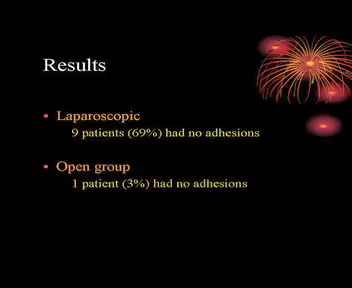 Results
• Laparoscopic
9 patients (69%) had no adhesions
• Open group
1 patient (3%) had no adhesions